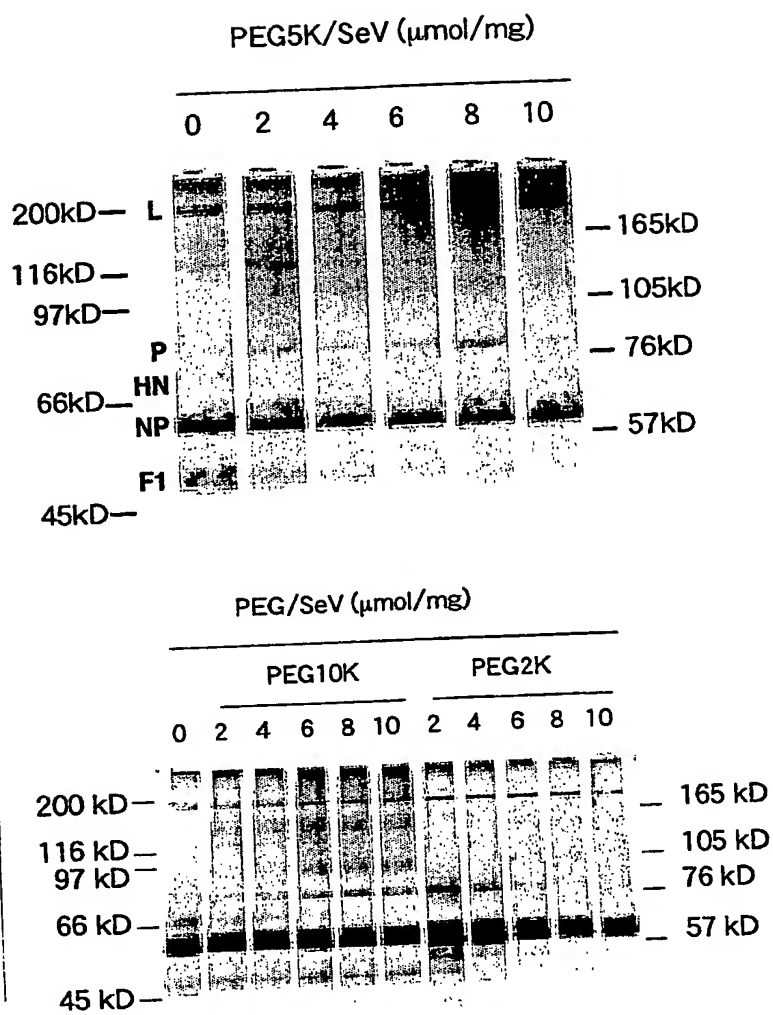 PEG5K/SeV (μmol/mg)
0 2 4 6 8 10
200kD— L
— 165kD
116kD —
— 105kD
97kD—
P
— 76kD
HN
66kD—
NP
— 57kD
F1
45kD—
PEG/SeV (μmol/mg)
PEG10K PEG2K
0 2 4 6 8 10 2 4 6 8 10
200 kD — — 165 kD
116 kD — — 105 kD
97 kD — — 76 kD
66 kD — — 57 kD
45 kD —